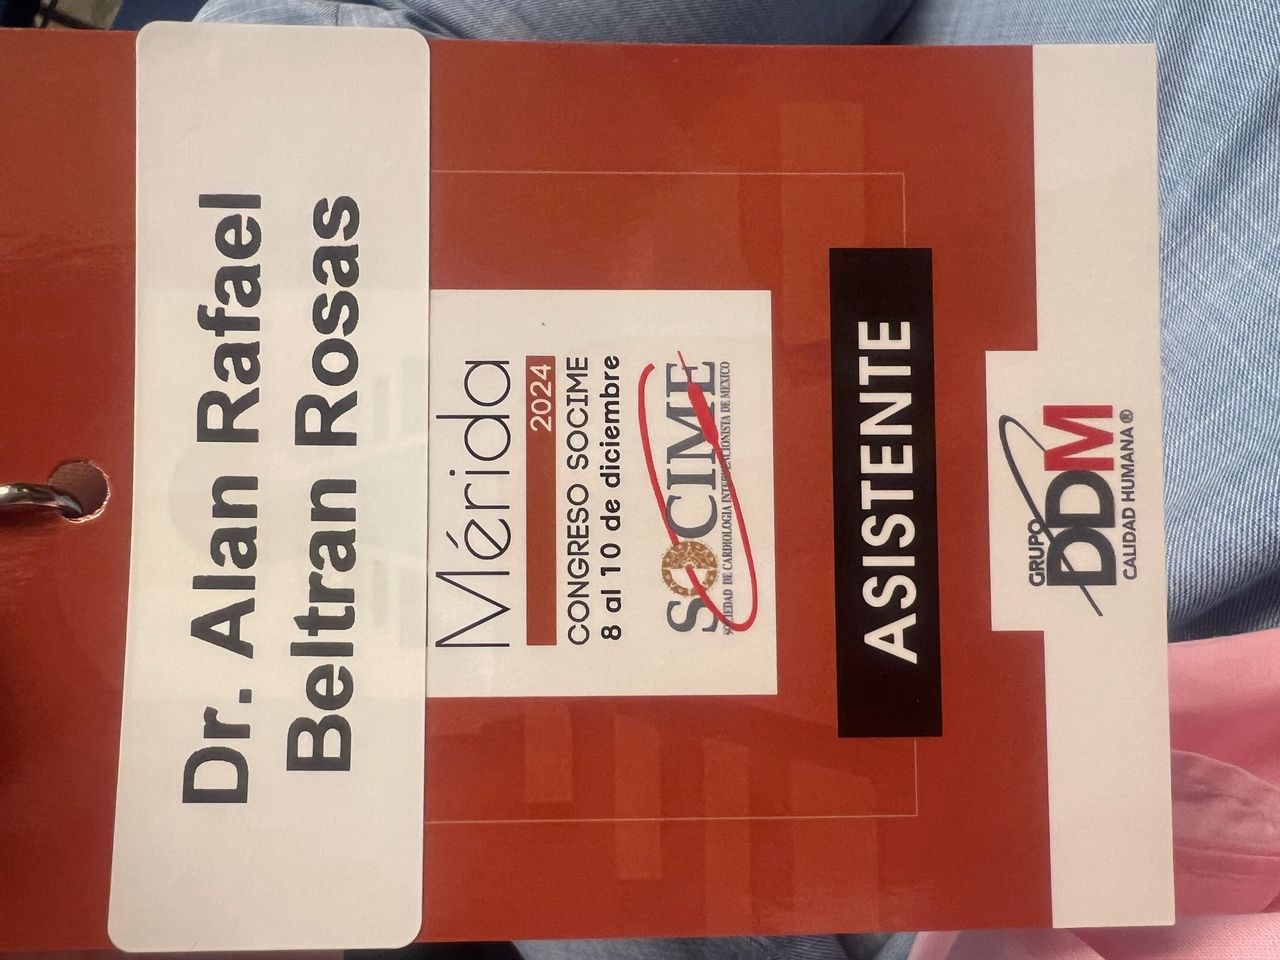 Dr. Alan Rafael
Beltran Rosas
Mérida
2024
CONGRESO SOCIME
8 al 10 de diciembre
SOCIME
SOCIEDAD DE CARDIOLOGIA INTERVENCIONISTA DE MEXICO
ASISTENTE
GRUPO
DDM
CALIDAD HUMANA ®